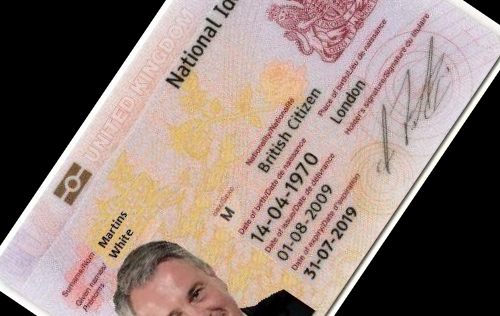 UNITED KINGDOM
National Ide
Surname/Nom
Martins
Given names/
Prénoms
White
Sex/Sexe
M
Nationality/Nationalité
British Citizen
Place of birth/Lieu de naissance
London
Date of birth/Date de naissance
14-04-1970
Date of issue/Date de délivrance
01-08-2009
Date of expiry/Date d'expiration
31-07-2019
Holder's signature/Signature du titulaire